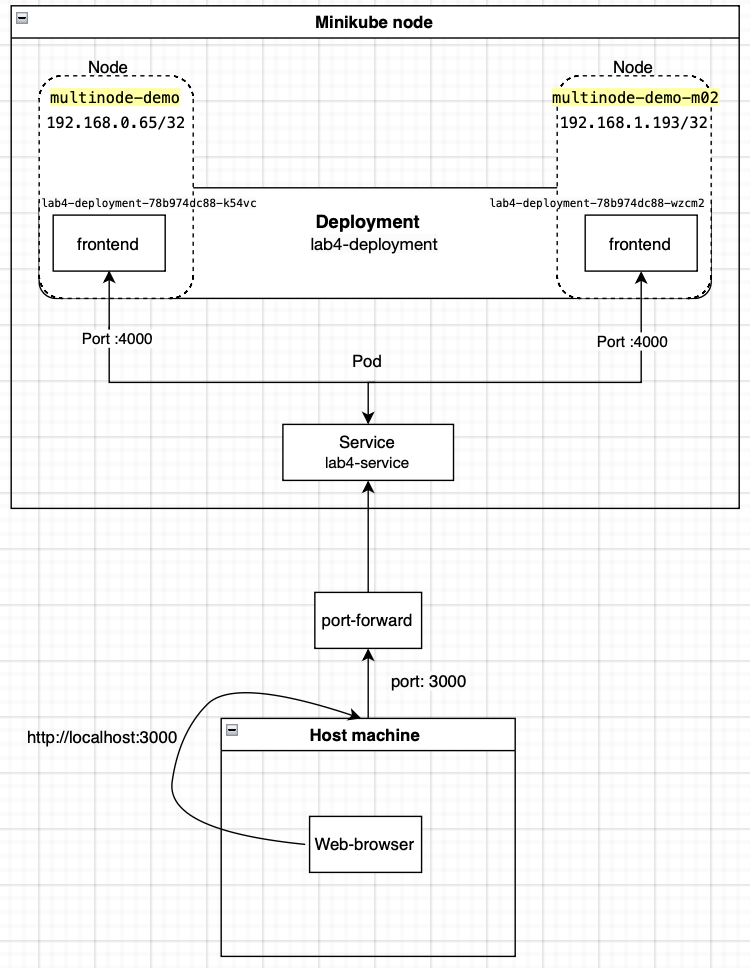 Minikube node
Node
multinode-demo
192.168.0.65/32
Node
multinode-demo-m02
192.168.1.193/32
lab4-deployment-78b974dc88-k54vc
lab4-deployment-78b974dc88-wzcm2
frontend
Deployment
lab4-deployment
frontend
Port :4000
Port :4000
Pod
Service
lab4-service
port-forward
port: 3000
http://localhost:3000
Host machine
Web-browser